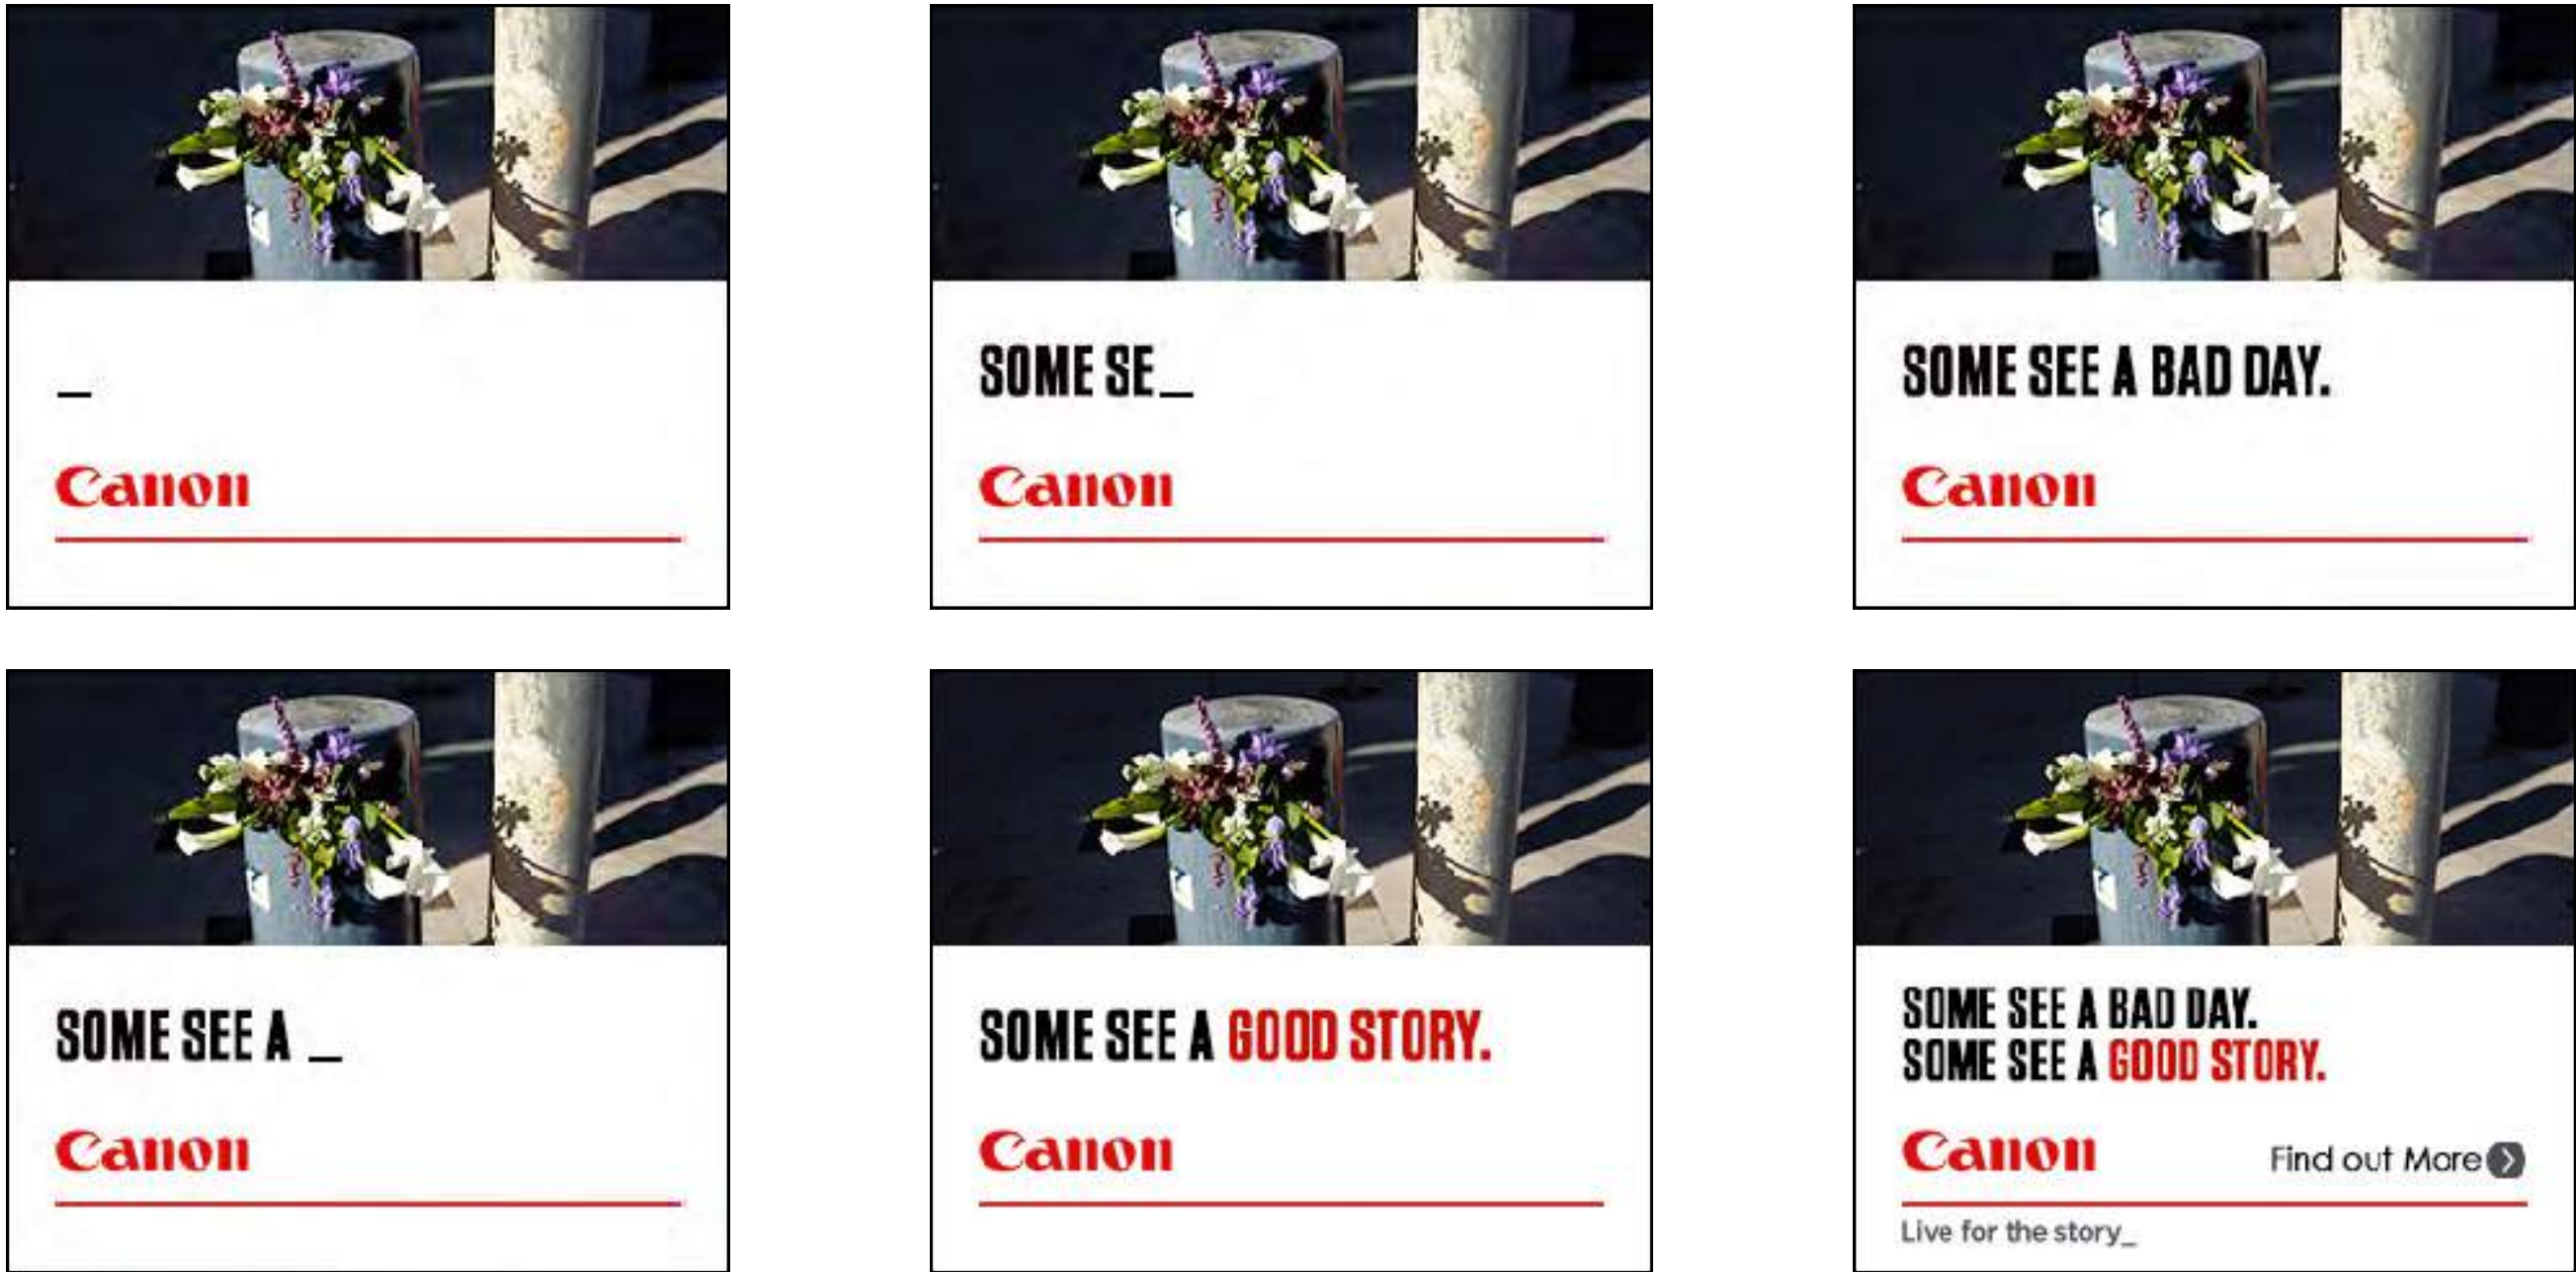 _
Canon
SOME SE_
Canon
SOME SEE A BAD DAY.
Canon
SOME SEE A _
Canon
SOME SEE A GOOD STORY.
Canon
SOME SEE A BAD DAY.
SOME SEE A GOOD STORY.
Canon
Find out More
Live for the story_